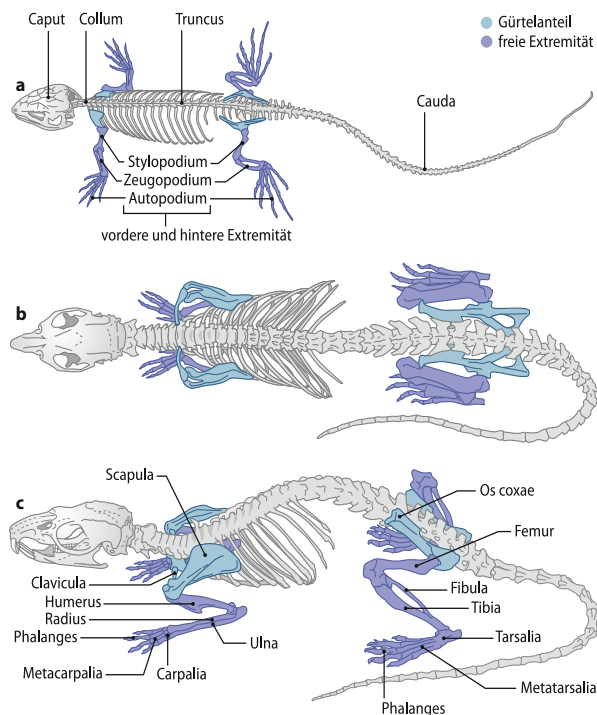 Caput
Collum
Truncus
Gürtelanteil
freie Extremität
a
Cauda
Stylopodium
Zeugopodium
Autopodium
vordere und hintere Extremität
b
c
Scapula
Os coxae
Femur
Clavicula
Humerus
Radius
Phalanges
Metacarpalia
Carpalia
Ulna
Fibula
Tibia
Tarsalia
Metatarsalia
Phalanges